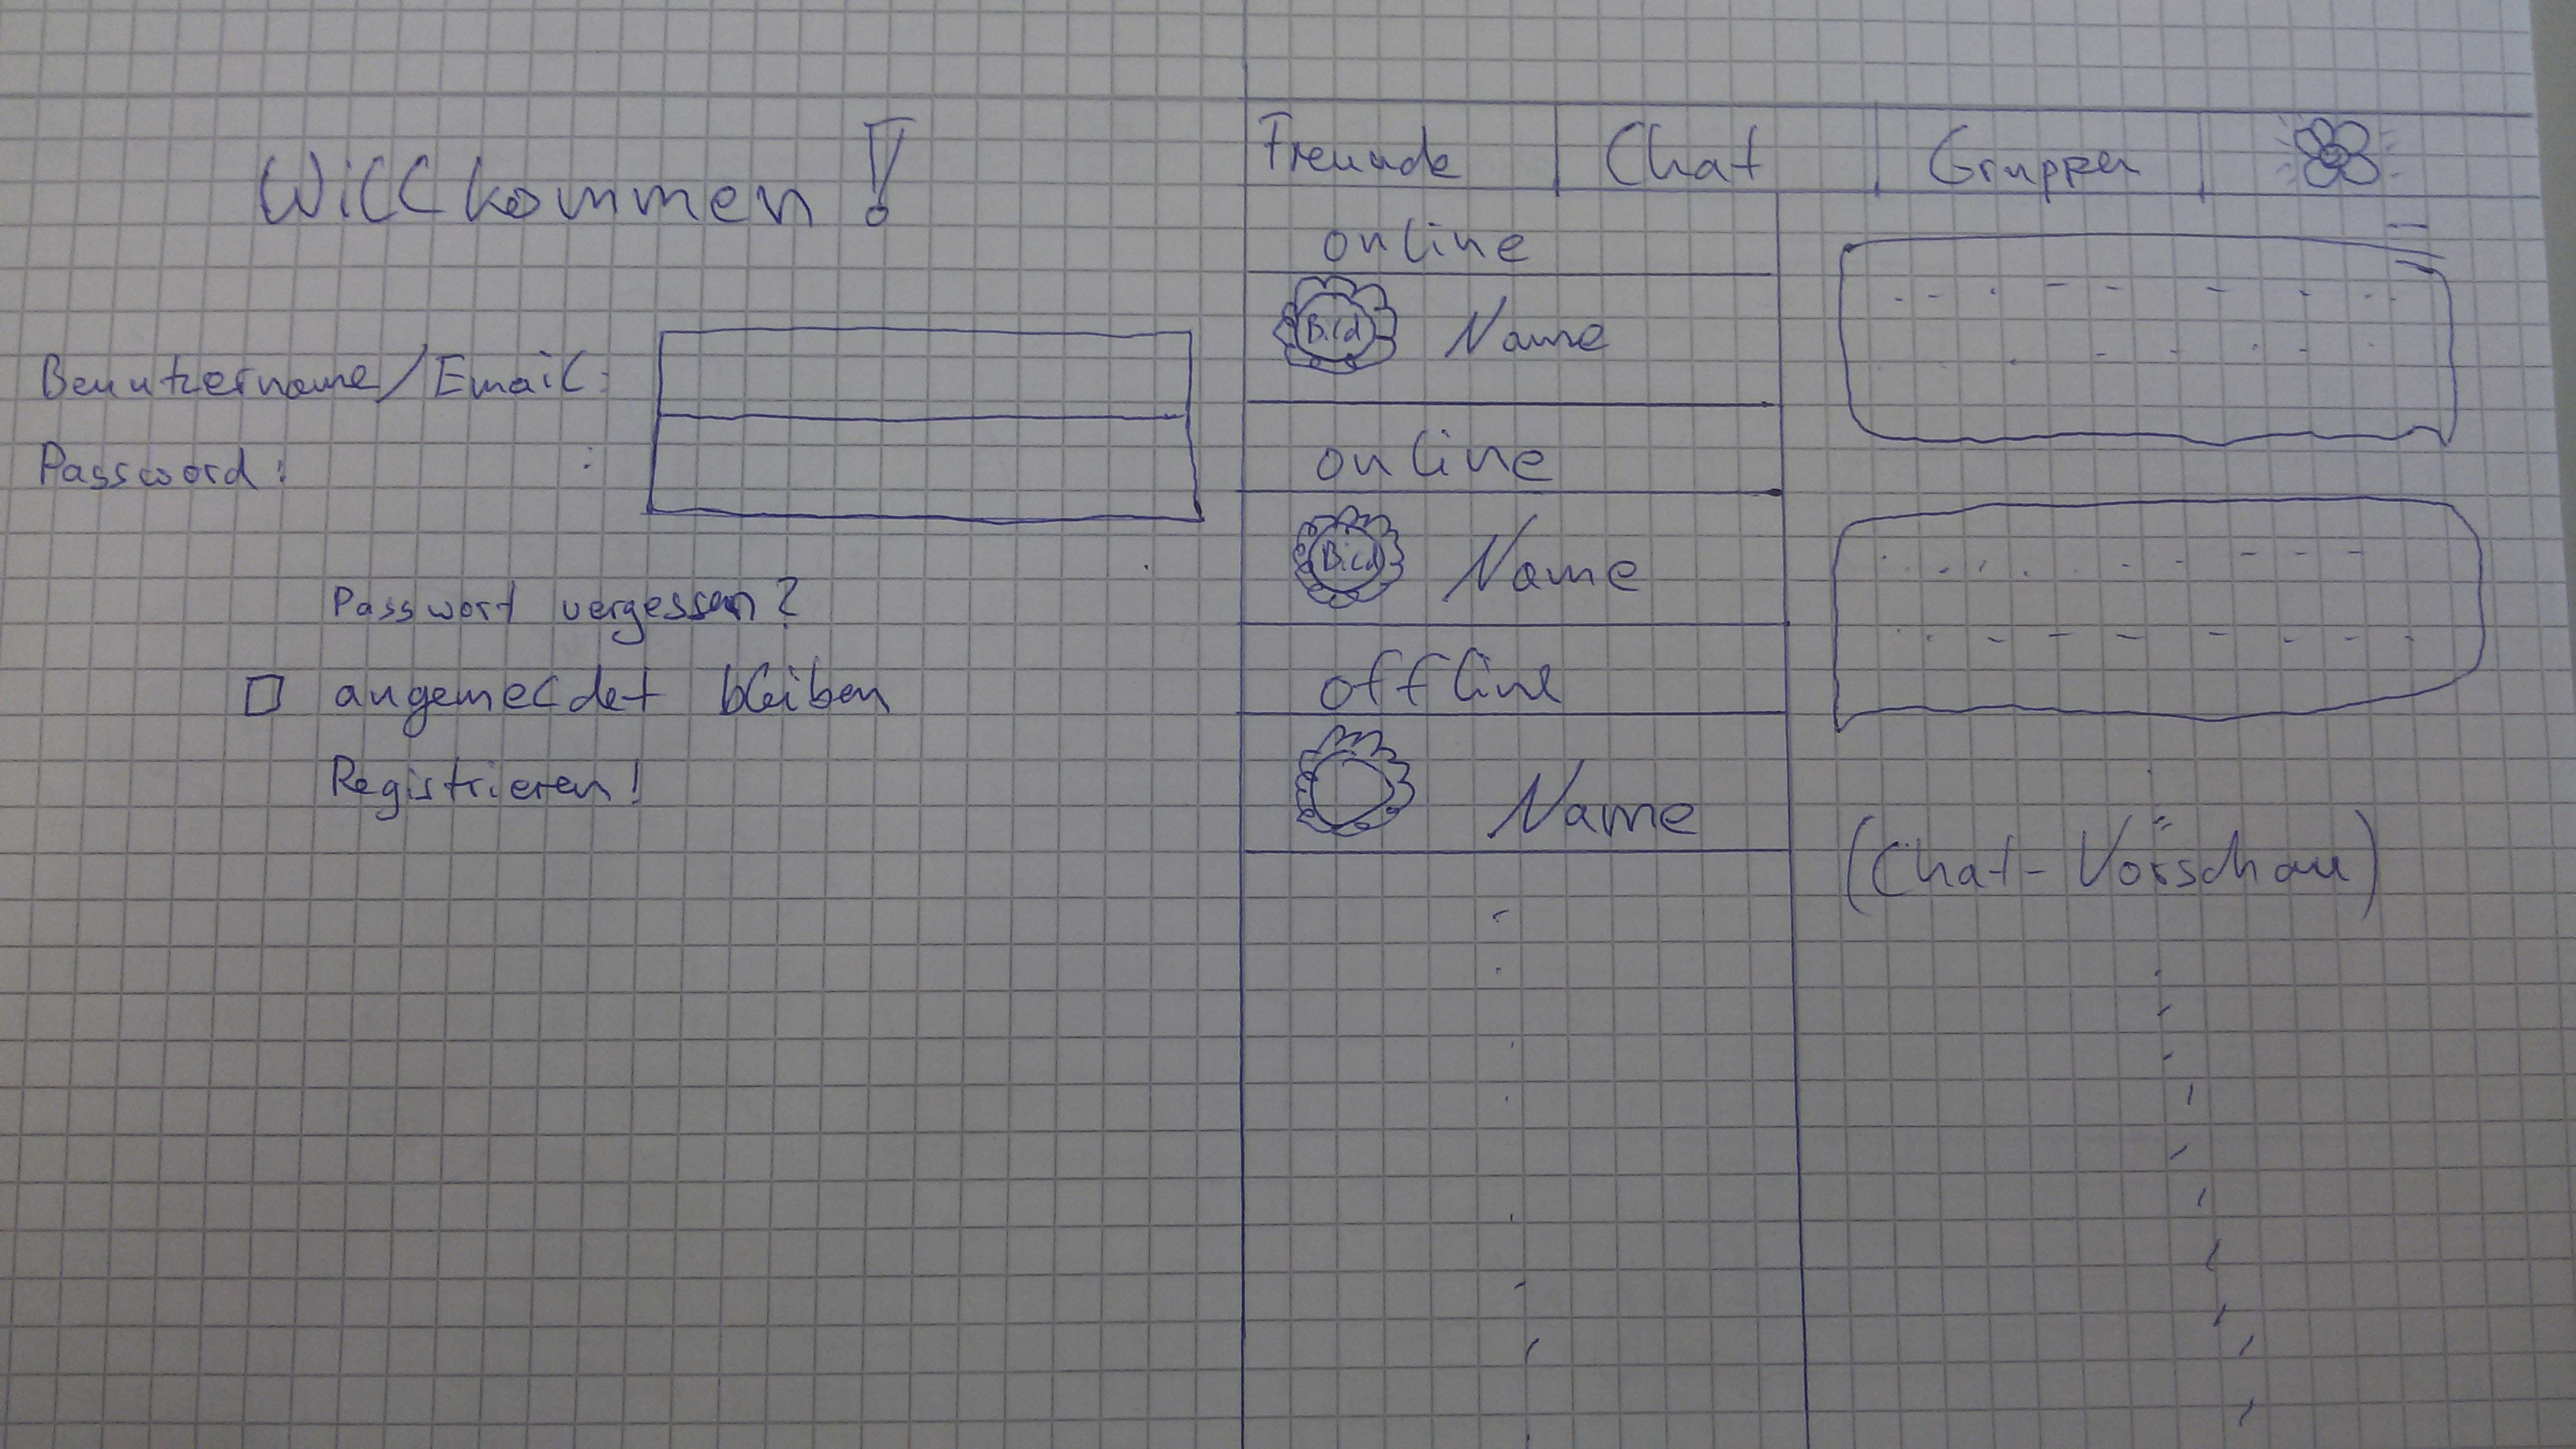 Willkommen!
Benutzername/Email:
Password: :
Passwort vergessen?
angemeldet bleiben
Registrieren!
Freunde | Chat | Gruppen
online
Bild Name
online
Bild Name
offline
Name
(Chat-Vorschau)